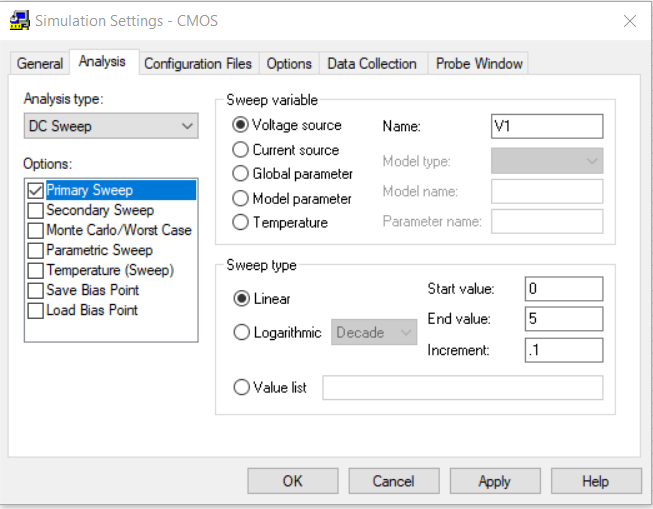 Simulation Settings - CMOS
General Analysis Configuration Files Options Data Collection Probe Window
Analysis type:
DC Sweep
Options:
Primary Sweep
Secondary Sweep
Monte Carlo/Worst Case
Parametric Sweep
Temperature (Sweep)
Save Bias Point
Load Bias Point
Sweep variable
Voltage source
Current source
Global parameter
Model parameter
Temperature
Name: V1
Model type:
Model name:
Parameter name:
Sweep type
Linear
Logarithmic Decade
Value list
Start value: 0
End value: 5
Increment: .1
OK Cancel Apply Help